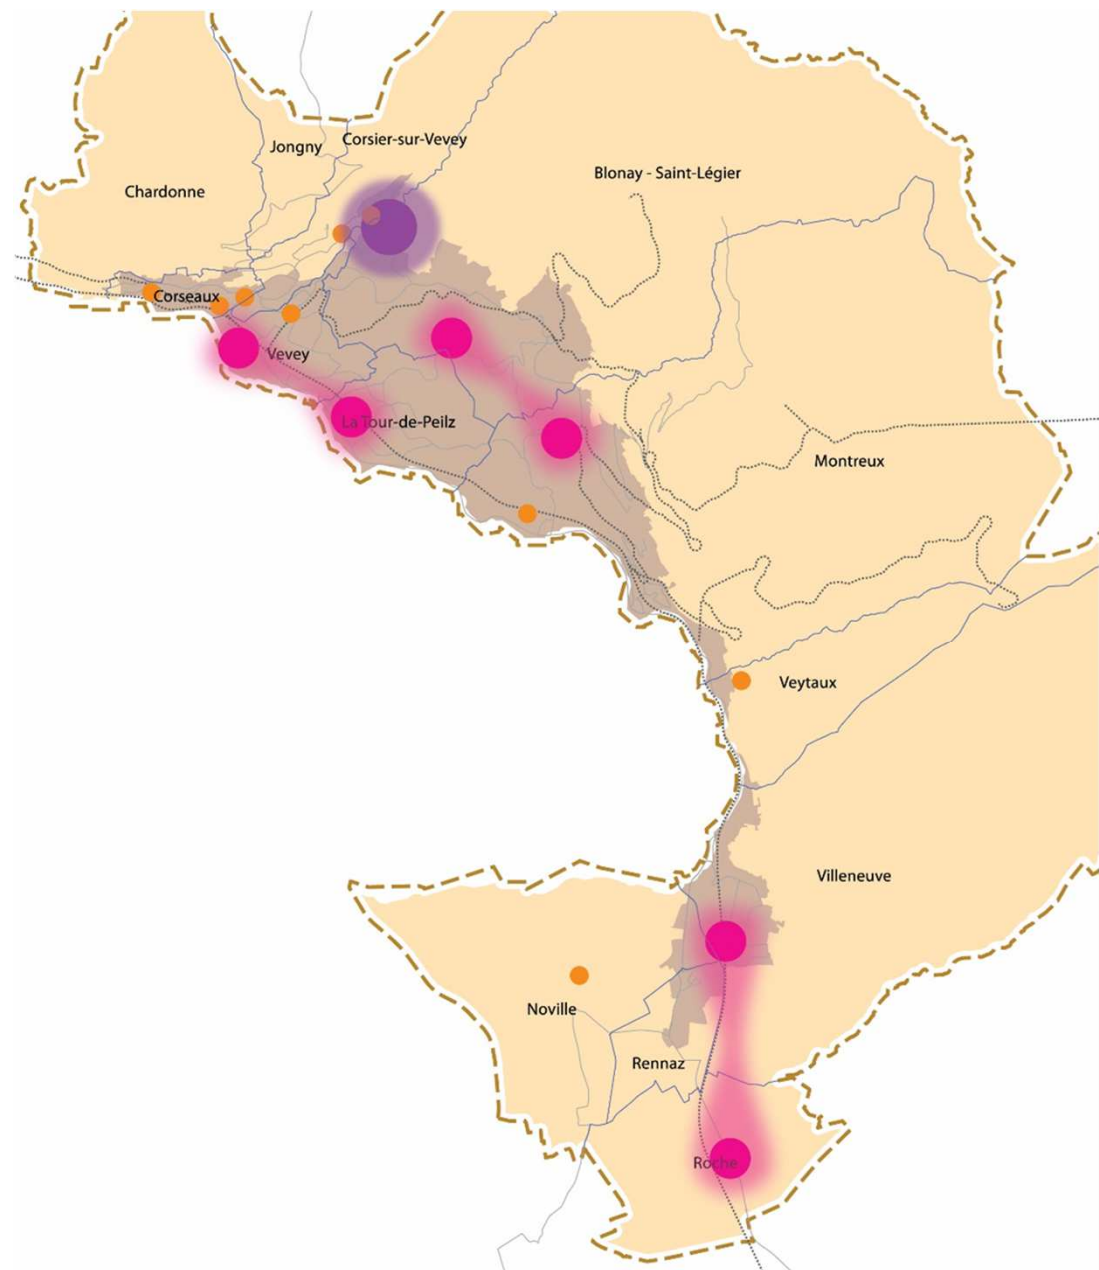 Corsier-sur-Vevey
Jongny
Blonay - Saint-Légier
Chardonne
Corseaux
Vevey
La Tour-de-Peilz
Montreux
Veytaux
Villeneuve
Noville
Rennaz
Roche